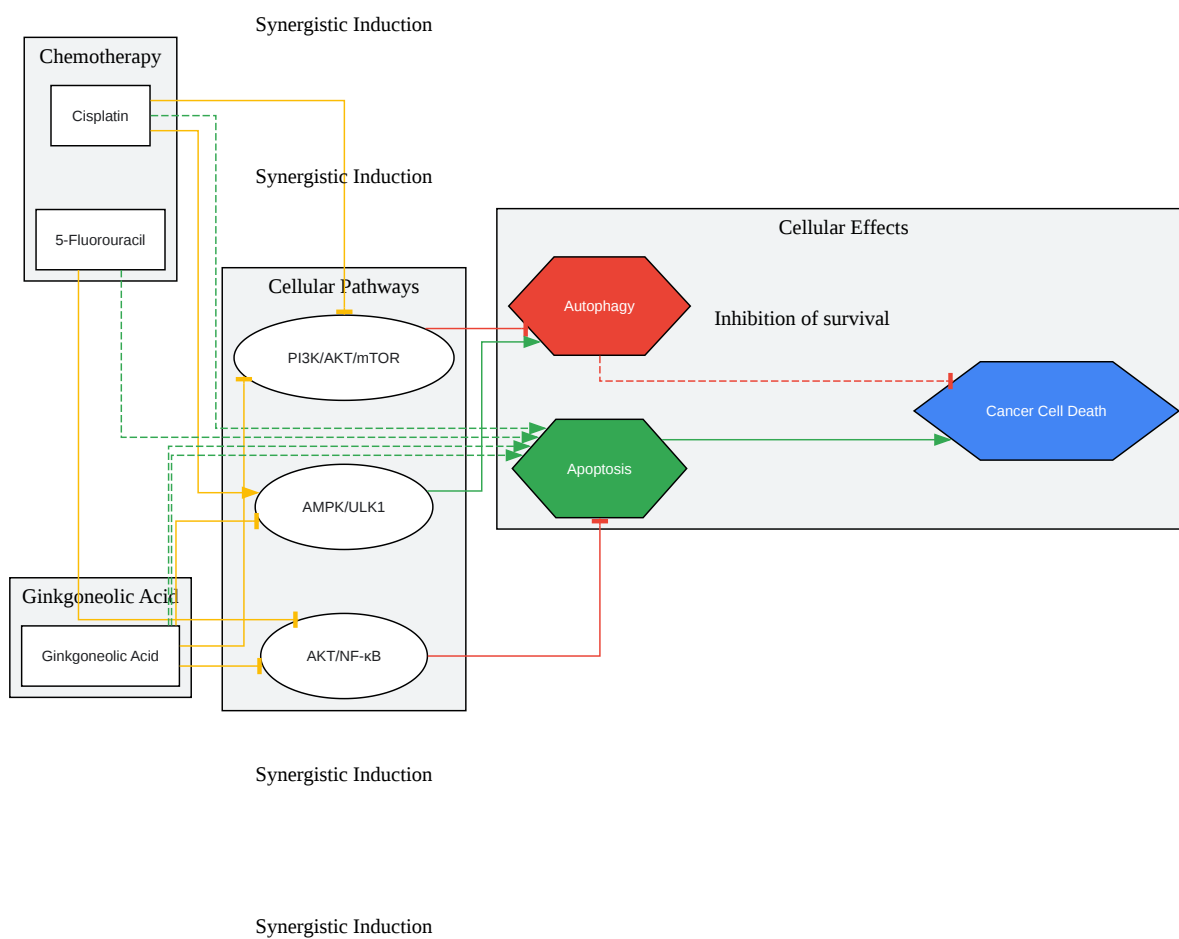 Synergistic Induction
Chemotherapy
Cisplatin
Synergistic Induction
5-Fluorouracil
Cellular Effects
Cellular Pathways
Autophagy
Inhibition of survival
PI3K/AKT/mTOR
Cancer Cell Death
Apoptosis
AMPK/ULK1
Ginkgoneolic Acid
Ginkgoneolic Acid
AKT/NF-κB
Synergistic Induction
Synergistic Induction